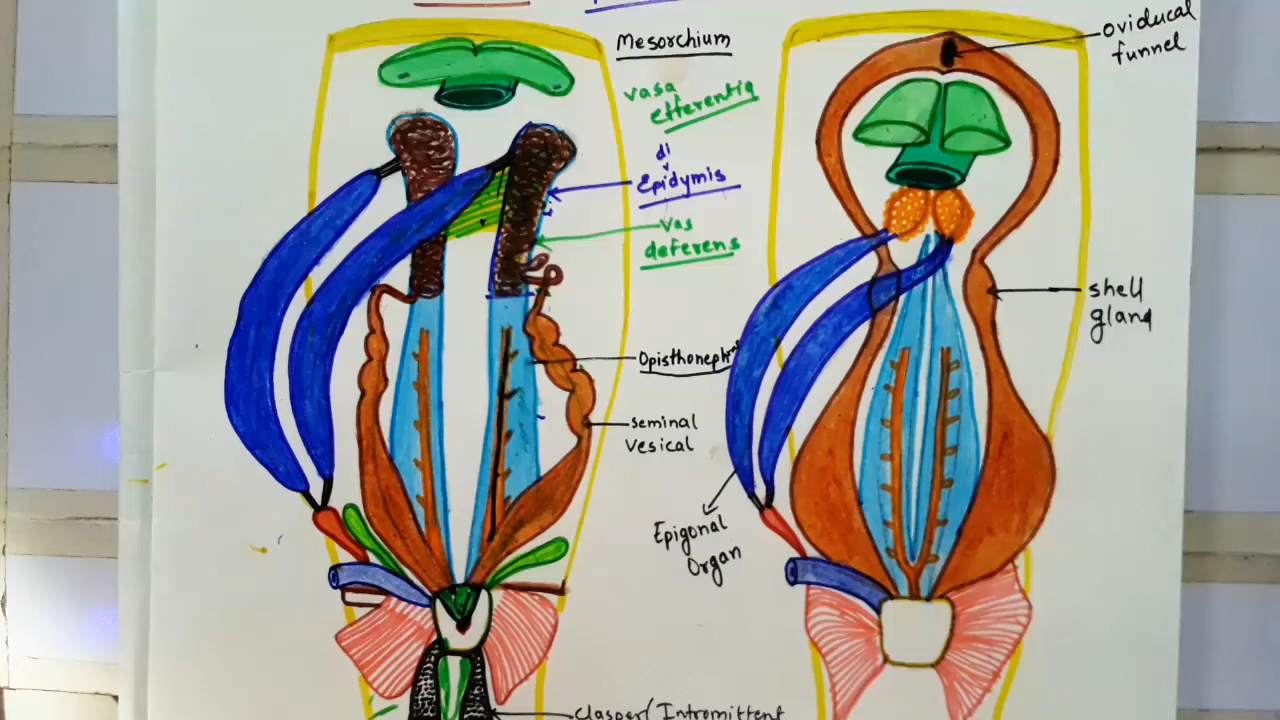 Mesorchium
vasa
efferentia
di
Epidymis
Vas
deferens
Opisthoneph
seminal
vesical
Clasper(Intromittent
oviducal
funnel
shell
gland
Epigonal
Organ